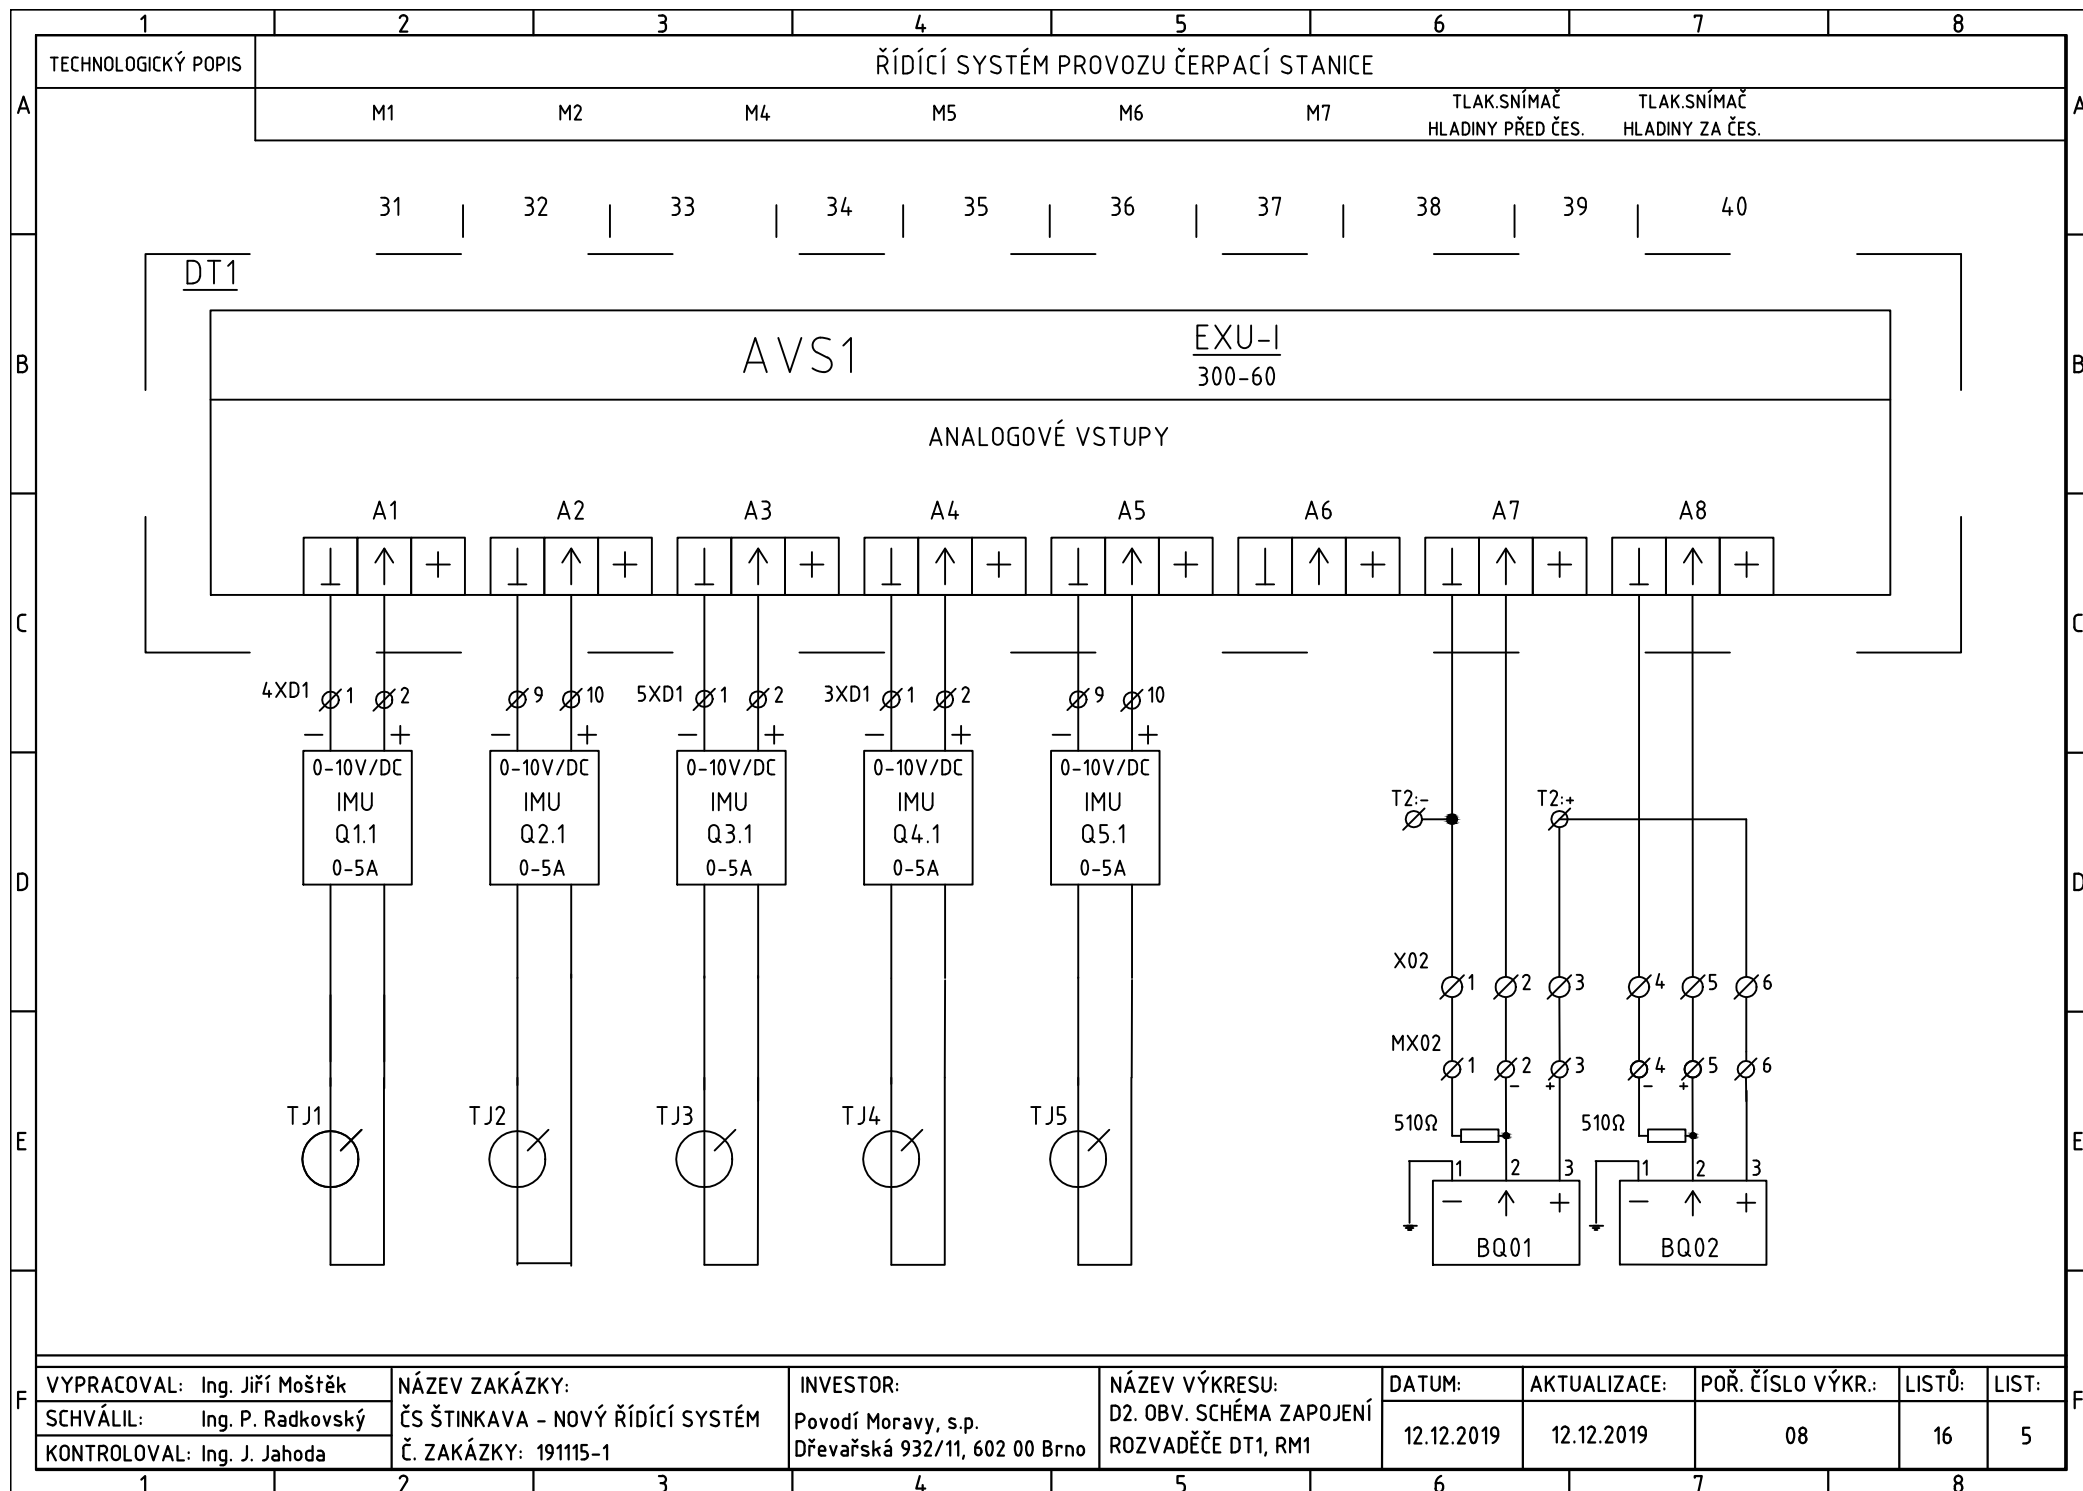 1 2 3 4 5 6 7 8
TECHNOLOGICKÝ POPIS
ŘÍDÍCÍ SYSTÉM PROVOZU ČERPACÍ STANICE
A A
M1 M2 M4 M5 M6 M7
TLAK.SNÍMAČ
HLADINY PŘED ČES.
TLAK.SNÍMAČ
HLADINY ZA ČES.
31 32 33 34 35 36 37 38 39 40
DT1
AVS1
EXU-I
300-60
B B
ANALOGOVÉ VSTUPY
A1 A2 A3 A4 A5 A6 A7 A8
+ + + + + + + +
C C
4XD1 1 2 9 10 5XD1 1 2 3XD1 1 2 9 10
- + - + - + - + - +
0-10V/DC 0-10V/DC 0-10V/DC 0-10V/DC 0-10V/DC
IMU IMU IMU IMU IMU
Q1.1 Q2.1 Q3.1 Q4.1 Q5.1
0-5A 0-5A 0-5A 0-5A 0-5A
T2:- T2:+
D D
X02
1 2 3 4 5 6
MX02
1 2 3 4 5 6
- + - +
TJ1 TJ2 TJ3 TJ4 TJ5
510Ω 510Ω
E E
1 2 3 1 2 3
- + - +
BQ01 BQ02
F F
VYPRACOVAL: Ing. Jiří Moštěk
SCHVÁLIL: Ing. P. Radkovský
KONTROLOVAL: Ing. J. Jahoda
NÁZEV ZAKÁZKY:
ČS ŠTINKAVA - NOVÝ ŘÍDÍCÍ SYSTÉM
Č. ZAKÁZKY: 191115-1
INVESTOR:
Povodí Moravy, s.p.
Dřevařská 932/11, 602 00 Brno
NÁZEV VÝKRESU:
D2. OBV. SCHÉMA ZAPOJENÍ
ROZVADĚČE DT1, RM1
DATUM:
12.12.2019
AKTUALIZACE:
12.12.2019
POŘ. ČÍSLO VÝKR.:
08
LISTŮ:
16
LIST:
5
1 2 3 4 5 6 7 8